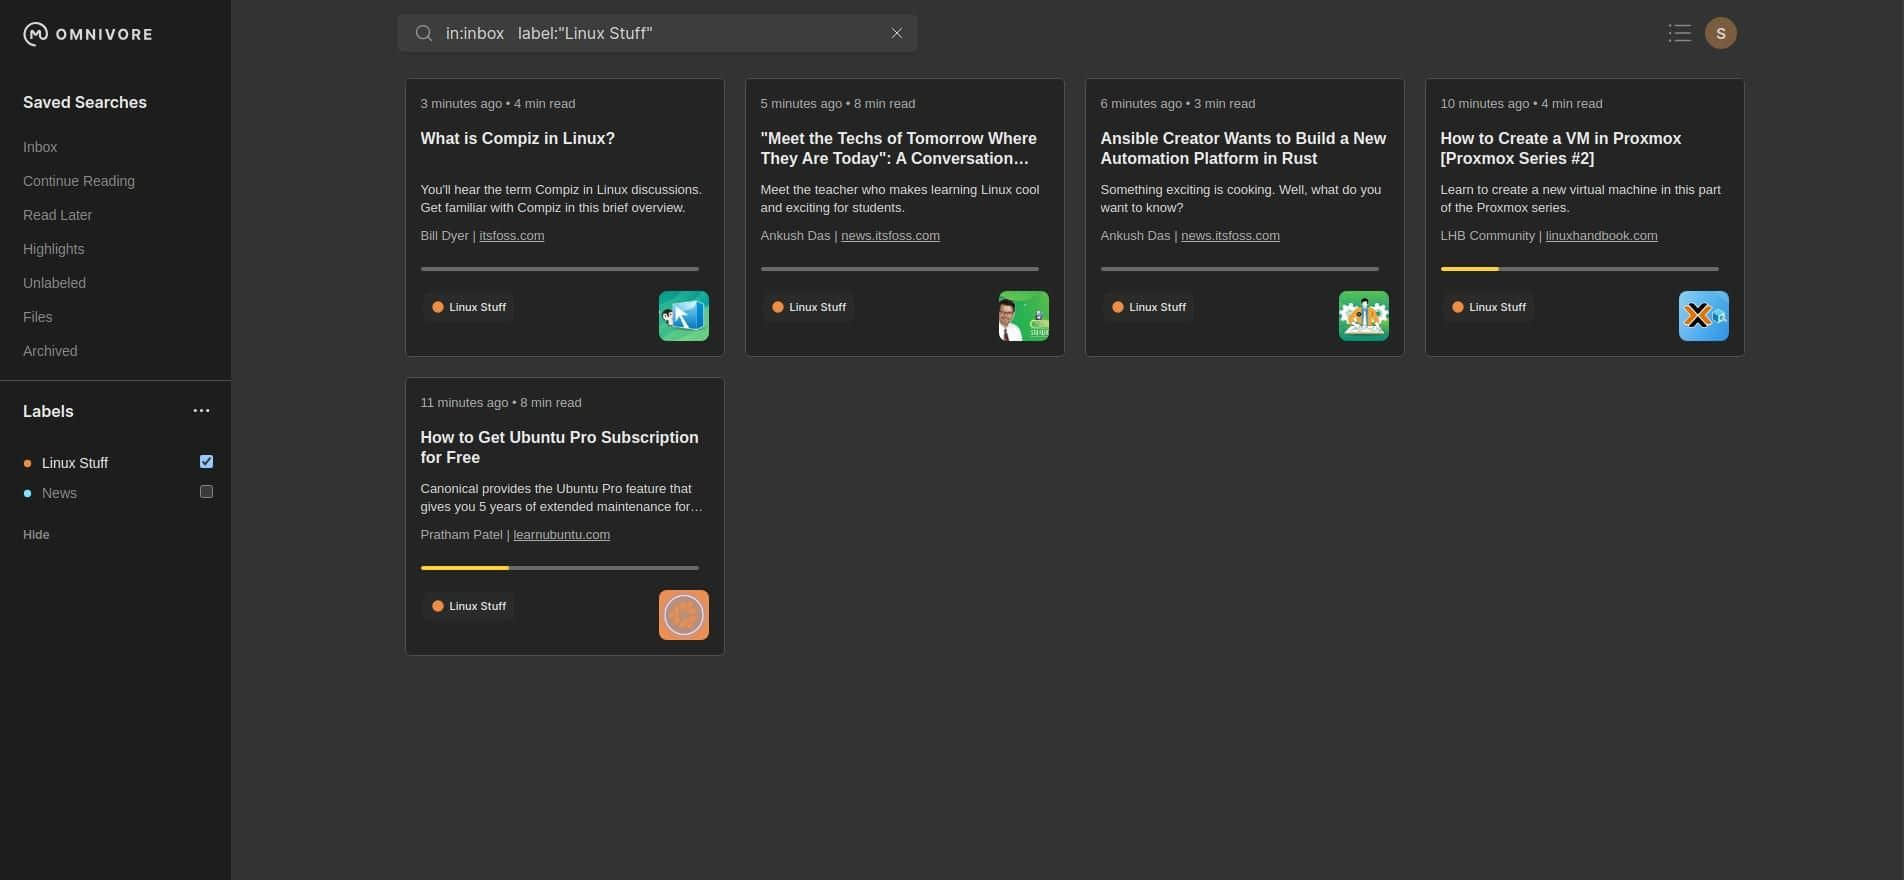 OMNIVORE
in:inbox label:"Linux Stuff"
S
Saved Searches
Inbox
Continue Reading
Read Later
Highlights
Unlabeled
Files
Archived
Labels
Linux Stuff
News
Hide
3 minutes ago • 4 min read
What is Compiz in Linux?
You'll hear the term Compiz in Linux discussions.
Get familiar with Compiz in this brief overview.
Bill Dyer | itsfoss.com
Linux Stuff
5 minutes ago • 8 min read
"Meet the Techs of Tomorrow Where
They Are Today": A Conversation…
Meet the teacher who makes learning Linux cool
and exciting for students.
Ankush Das | news.itsfoss.com
Linux Stuff
6 minutes ago • 3 min read
Ansible Creator Wants to Build a New
Automation Platform in Rust
Something exciting is cooking. Well, what do you
want to know?
Ankush Das | news.itsfoss.com
Linux Stuff
10 minutes ago • 4 min read
How to Create a VM in Proxmox
[Proxmox Series #2]
Learn to create a new virtual machine in this part
of the Proxmox series.
LHB Community | linuxhandbook.com
Linux Stuff
11 minutes ago • 8 min read
How to Get Ubuntu Pro Subscription
for Free
Canonical provides the Ubuntu Pro feature that
gives you 5 years of extended maintenance for…
Pratham Patel | learnubuntu.com
Linux Stuff